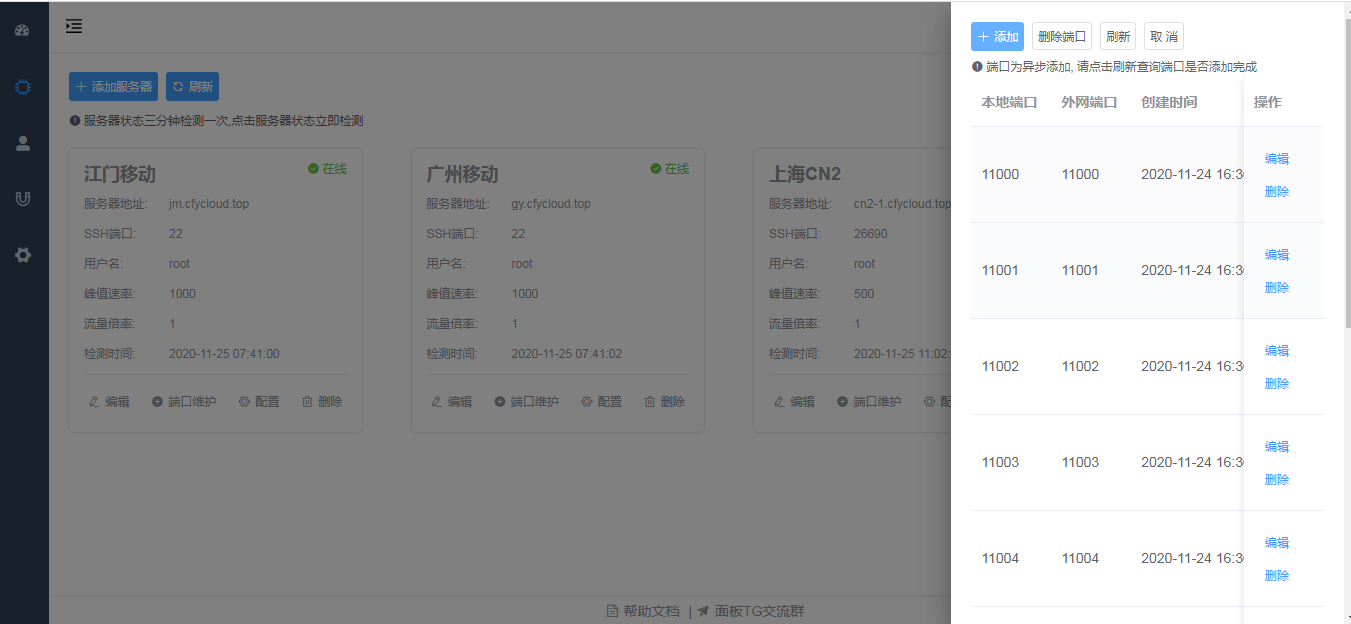 添加服务器 刷新
服务器状态三分钟检测一次,点击服务器状态立即检测
江门移动 在线
服务器地址: jm.cfycloud.top
SSH端口: 22
用户名: root
峰值速率: 1000
流量倍率: 1
检测时间: 2020-11-25 07:41:00
编辑 端口维护 配置 删除
广州移动 在线
服务器地址: gy.cfycloud.top
SSH端口: 22
用户名: root
峰值速率: 1000
流量倍率: 1
检测时间: 2020-11-25 07:41:02
编辑 端口维护 配置 删除
上海CN2
服务器地址: cn2-1.cfycloud.top
SSH端口: 26690
用户名: root
峰值速率: 500
流量倍率: 1
检测时间: 2020-11-25 11:02:
编辑 端口维护 配
帮助文档 | 面板TG交流群
添加 删除端口 刷新 取 消
端口为异步添加, 请点击刷新查询端口是否添加完成
本地端口 外网端口 创建时间 操作
11000 11000 2020-11-24 16:3 编辑 删除
11001 11001 2020-11-24 16:3 编辑 删除
11002 11002 2020-11-24 16:3 编辑 删除
11003 11003 2020-11-24 16:3 编辑 删除
11004 11004 2020-11-24 16:3 编辑 删除